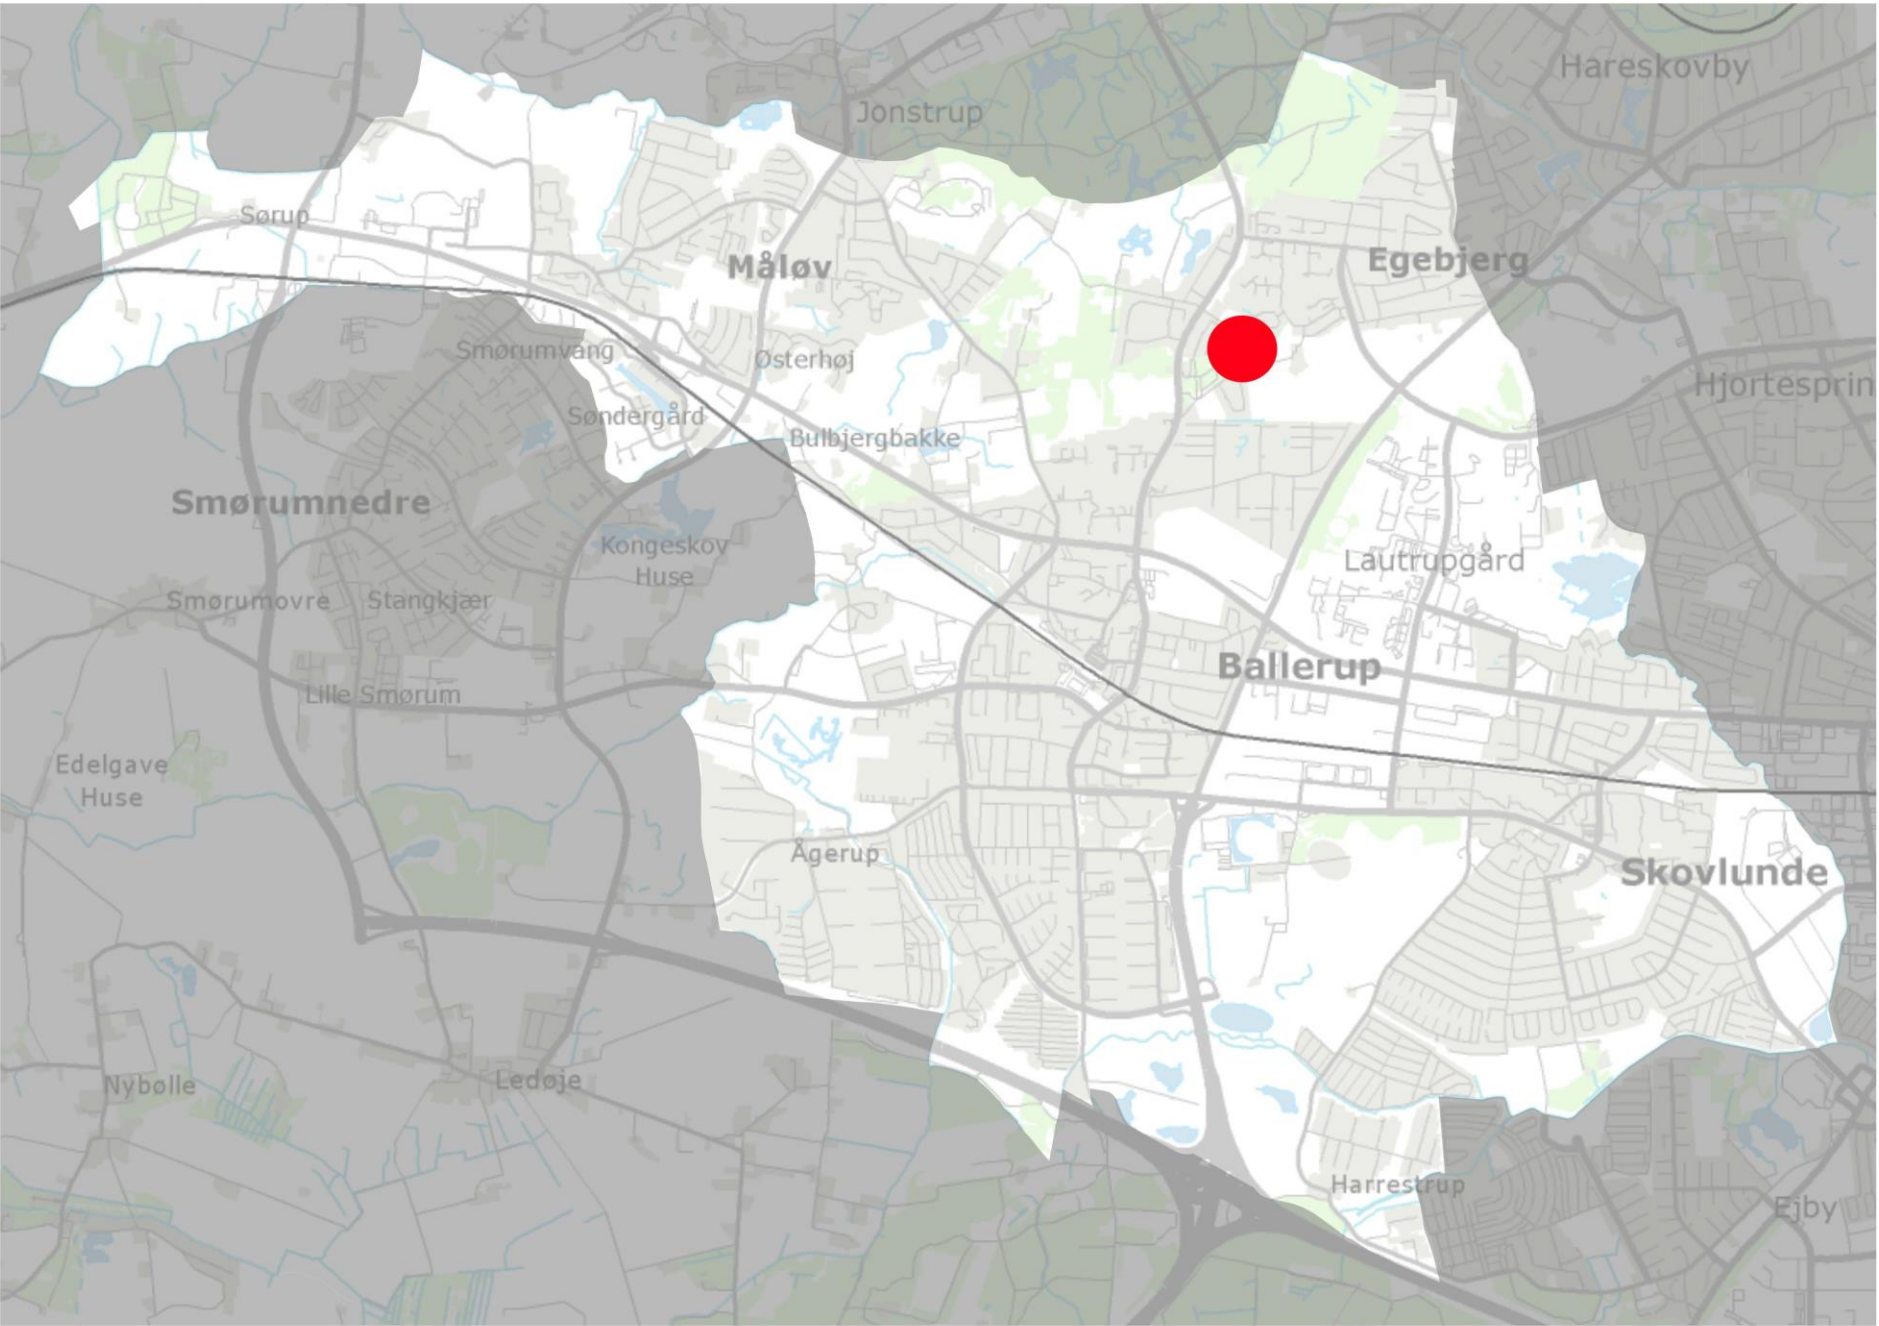 Hareskovby
Jonstrup
Sørup
Måløv
Egebjerg
Smørumvang
Østerhøj
Hjortesprin
Søndergård
Bulbjergbakke
Smørumnedre
Kongeskov
Huse
Lautrupgård
Smørumovre
Stangkjær
Ballerup
Lille Smørum
Edelgave
Huse
Ågerup
Skovlunde
Nybølle
Ledøje
Harrestrup
Ejby